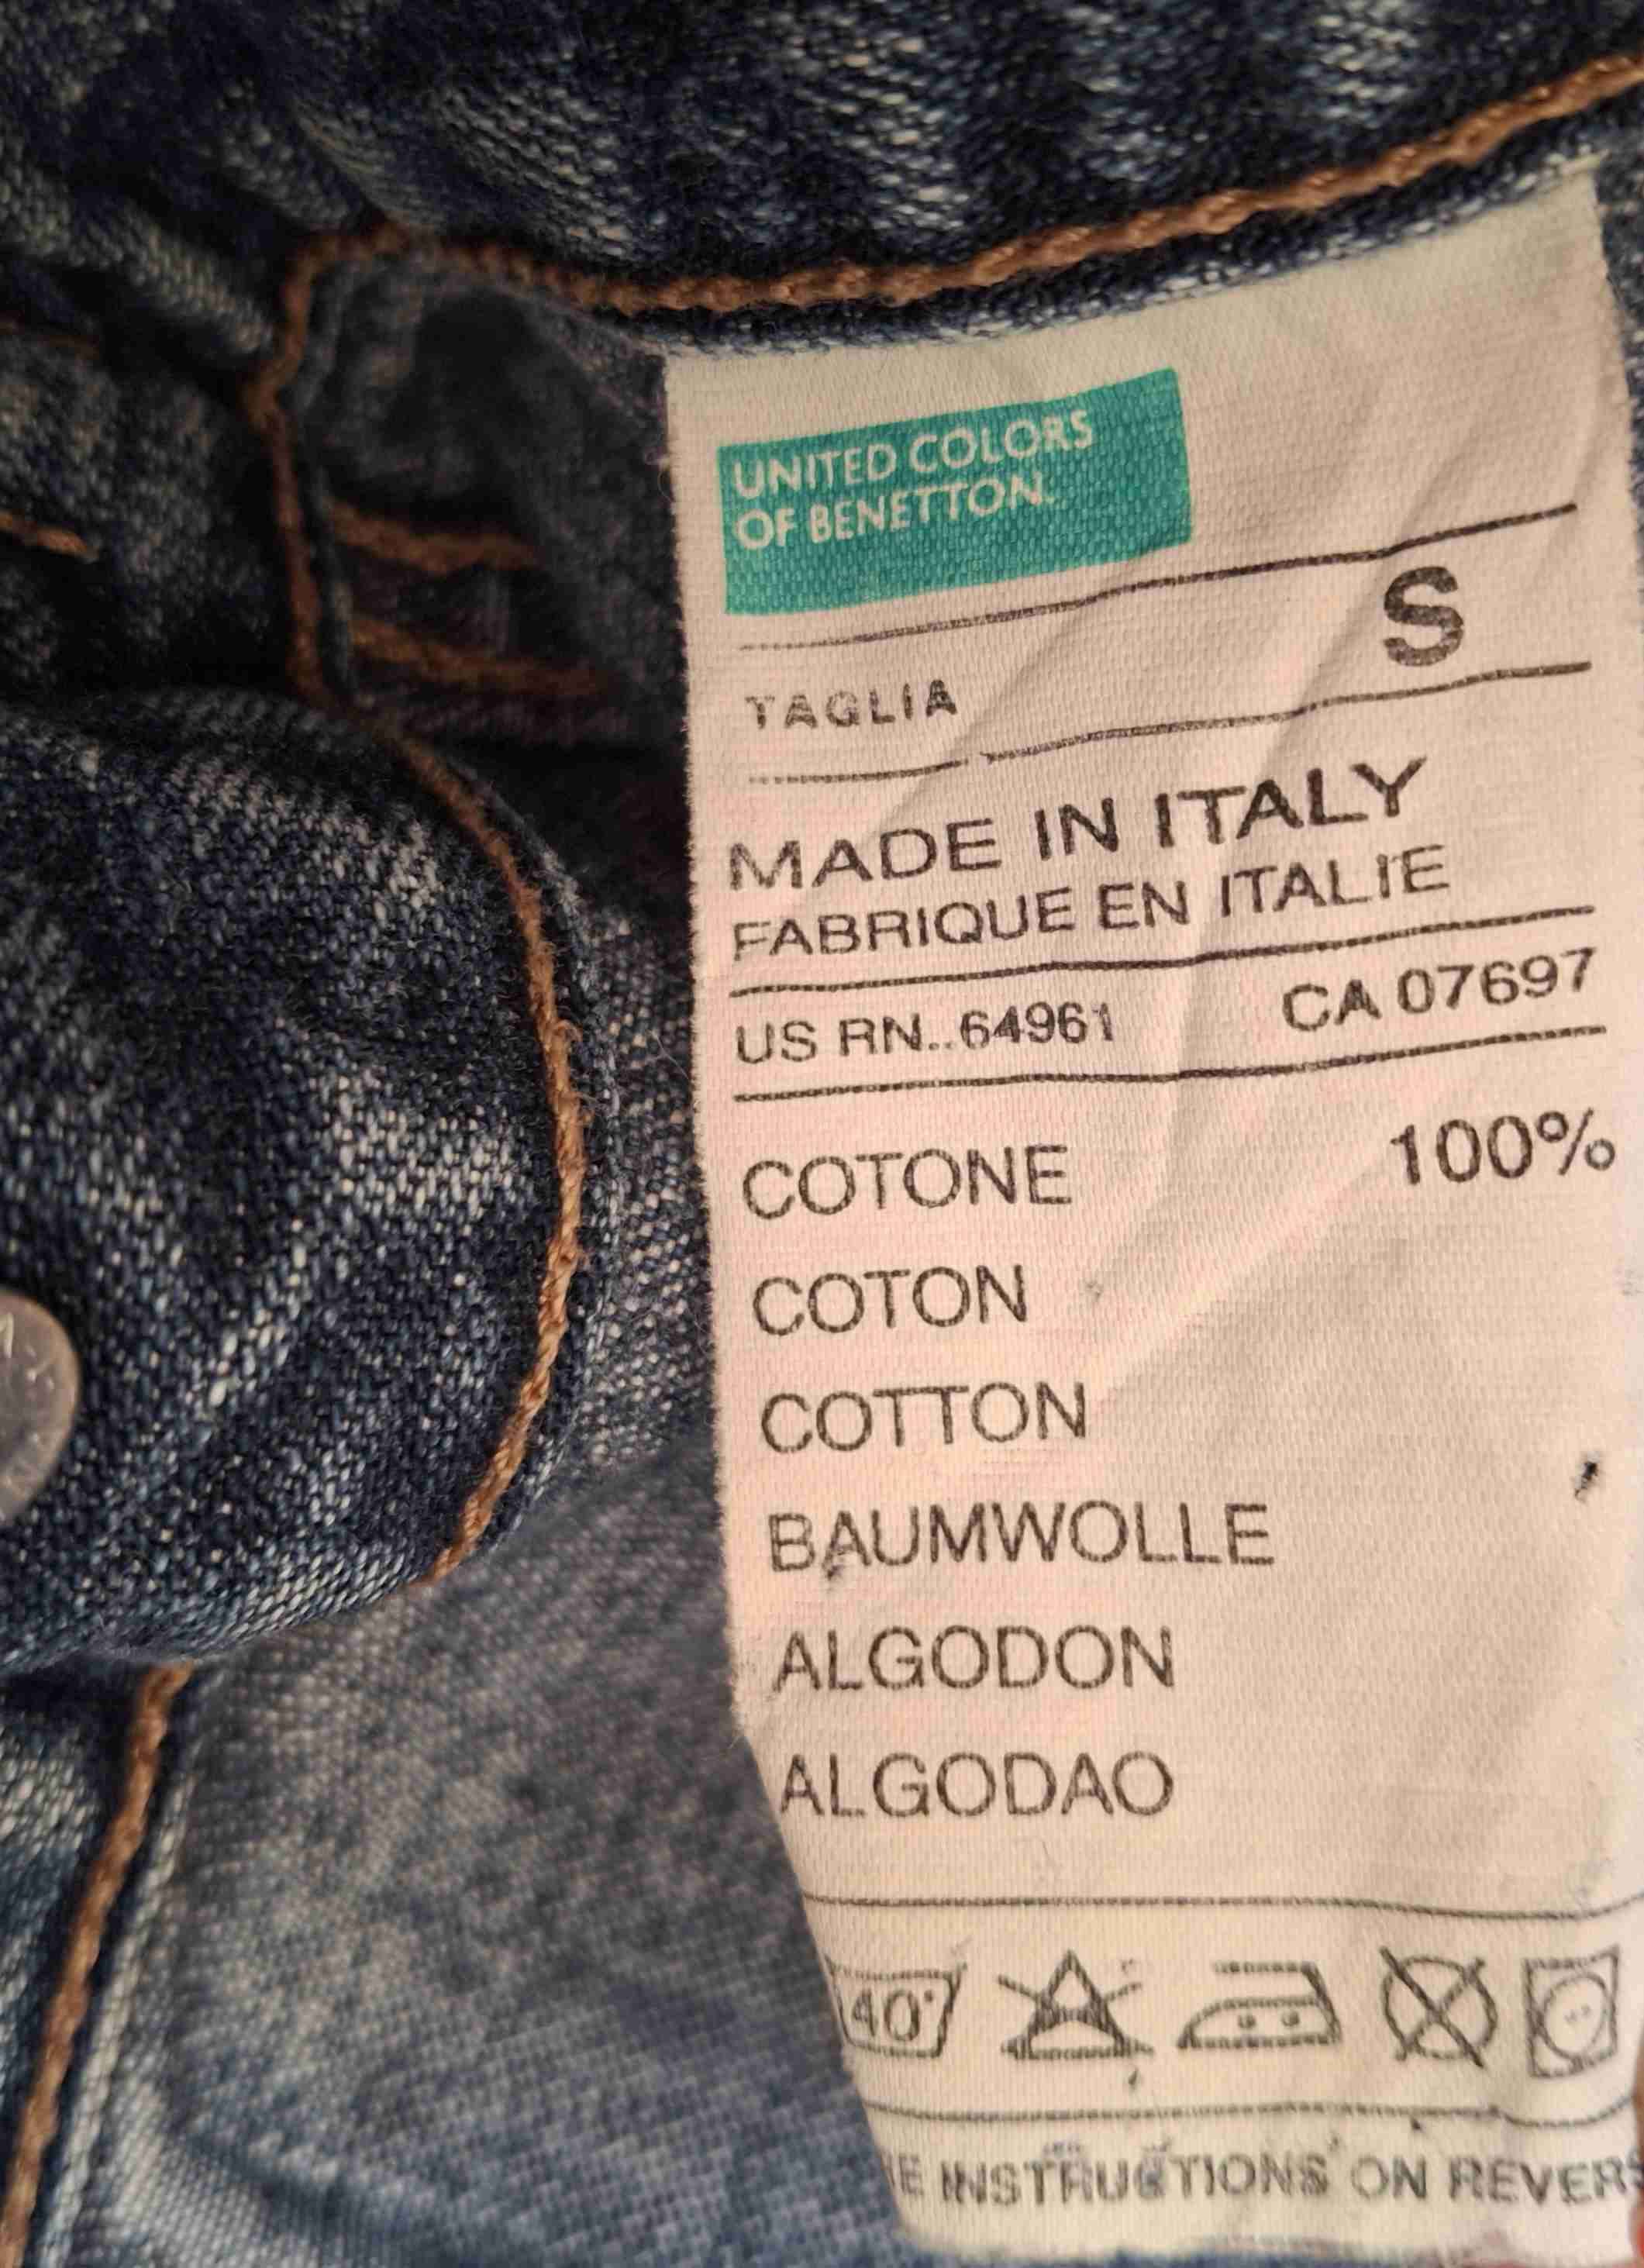 UNITED COLORS
OF BENETTON.
S
TAGLIA
MADE IN ITALY
FABRIQUE EN ITALIE
US RN..64961 CA 07697
COTONE 100%
COTON
COTTON
BAUMWOLLE
ALGODON
ALGODAO
40°
INSTRUCTIONS ON REVERS